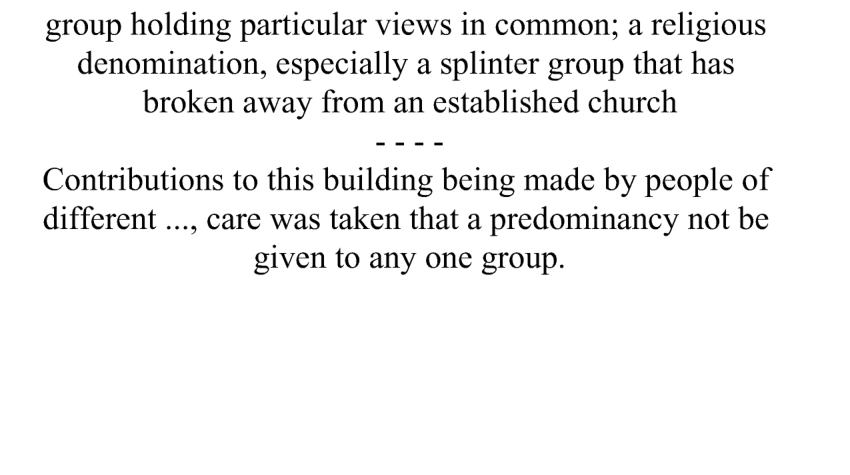 group holding particular views in common; a religious
denomination, especially a splinter group that has
broken away from an established church
- - - -
Contributions to this building being made by people of
different ..., care was taken that a predominancy not be
given to any one group.